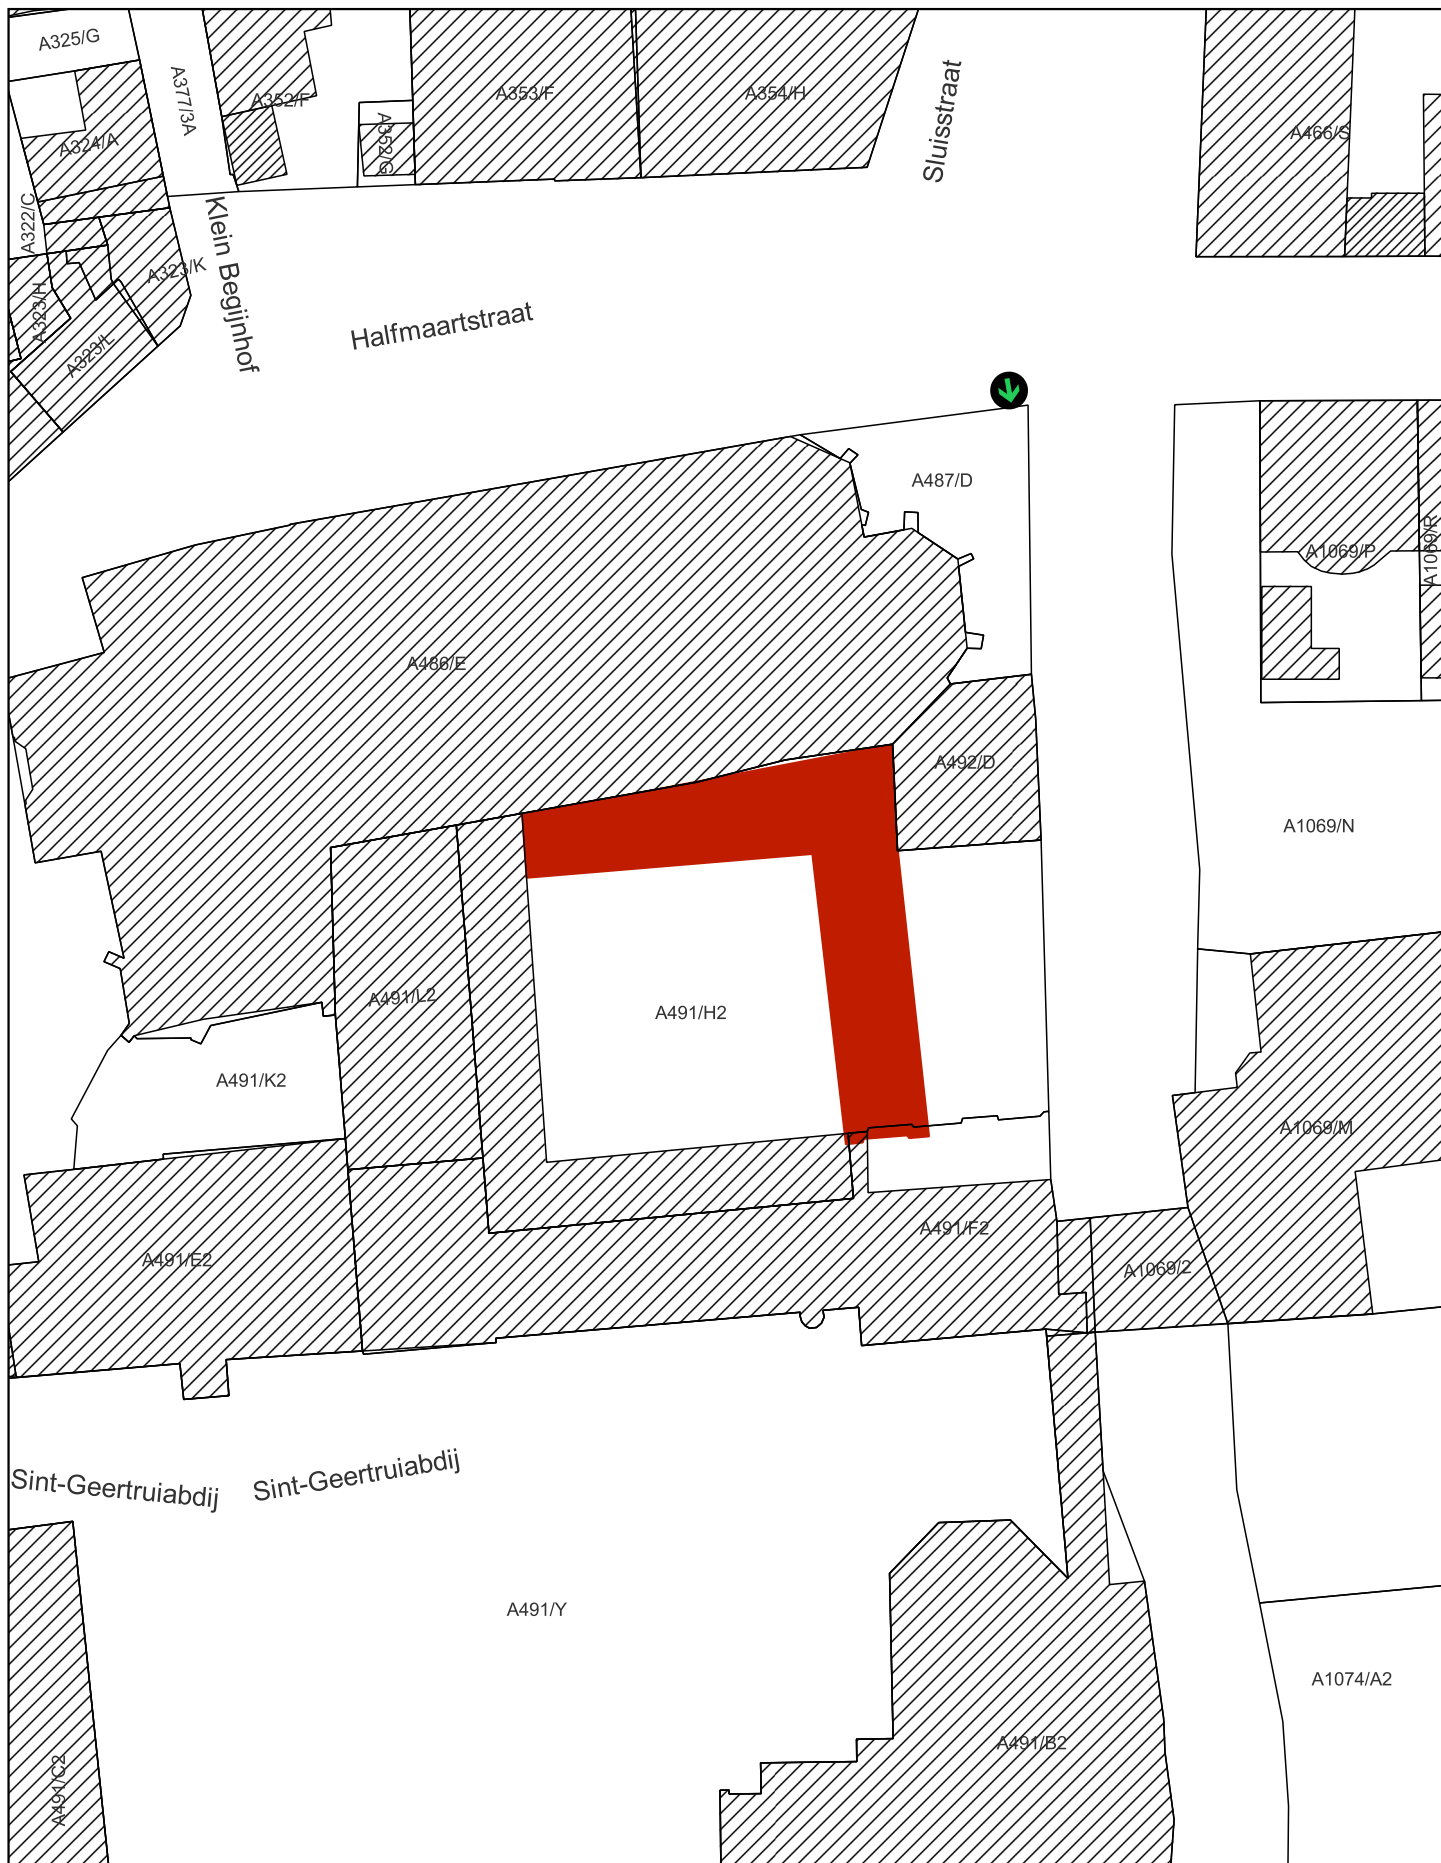 A325/G
A377/3A
A352/F
A352/G
A353/F
A354/H
Sluisstraat
A466/S
A324/A
A322/C
A323/K
A323/H
A323/L
Klein Begijnhof
Halfmaartstraat
A487/D
A1069/P
A1069/R
A486/E
A492/D
A1069/N
A491/L2
A491/H2
A491/K2
A1069/M
A491/E2
A491/F2
A1069/2
Sint-Geertruiabdij
Sint-Geertruiabdij
A491/Y
A1074/A2
A491/B2
A491/C2